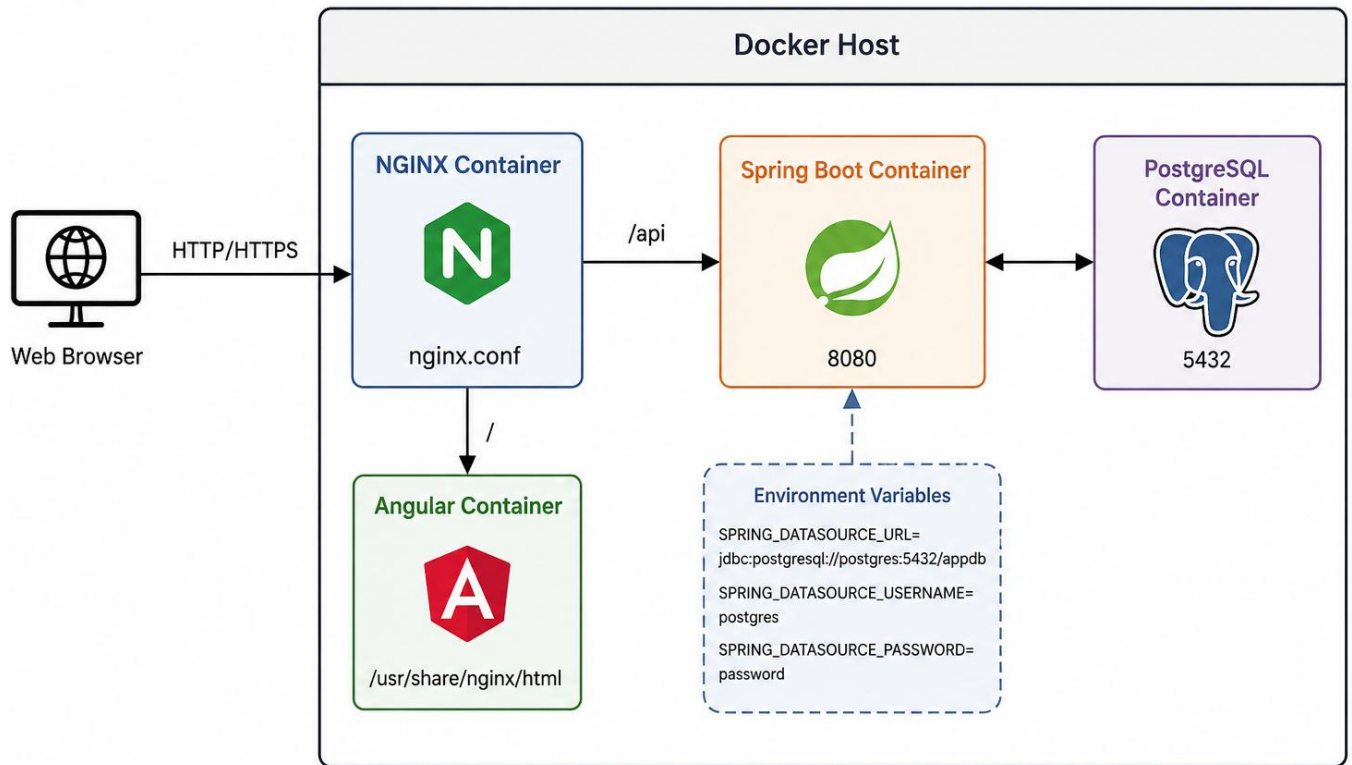 Docker Host
NGINX Container
N
nginx.conf
Spring Boot Container
8080
PostgreSQL
Container
5432
HTTP/HTTPS
/api
Web Browser
/
Angular Container
A
/usr/share/nginx/html
Environment Variables
SPRING_DATASOURCE_URL=
jdbc:postgresql://postgres:5432/appdb
SPRING_DATASOURCE_USERNAME=
postgres
SPRING_DATASOURCE_PASSWORD=
password